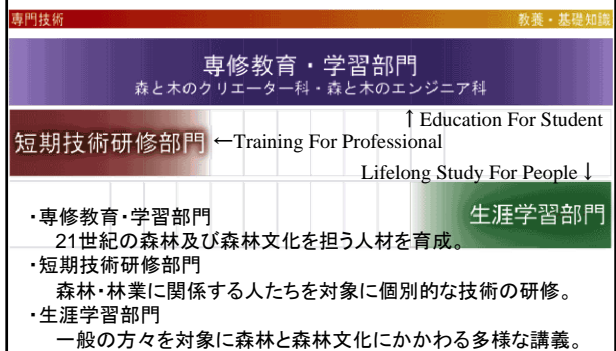 専門技術
教養・基礎知識
専修教育・学習部門
森と木のクリエーター科・森と木のエンジニア科
↑Education For Student
短期技術研修部門
←Training For Professional
Lifelong Study For People↓
生涯学習部門
・専修教育・学習部門
21世紀の森林及び森林文化を担う人材を育成。
・短期技術研修部門
森林・林業に関係する人たちを対象に個別的な技術の研修。
・生涯学習部門
一般の方々を対象に森林と森林文化にかかわる多様な講義。